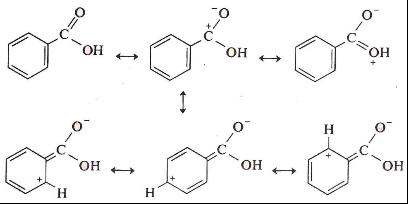 O ⁻O O⁻
C C⁺ C
OH OH OH⁺
O⁻ O⁻ H O⁻
C C + C
+ OH + OH OH
H H